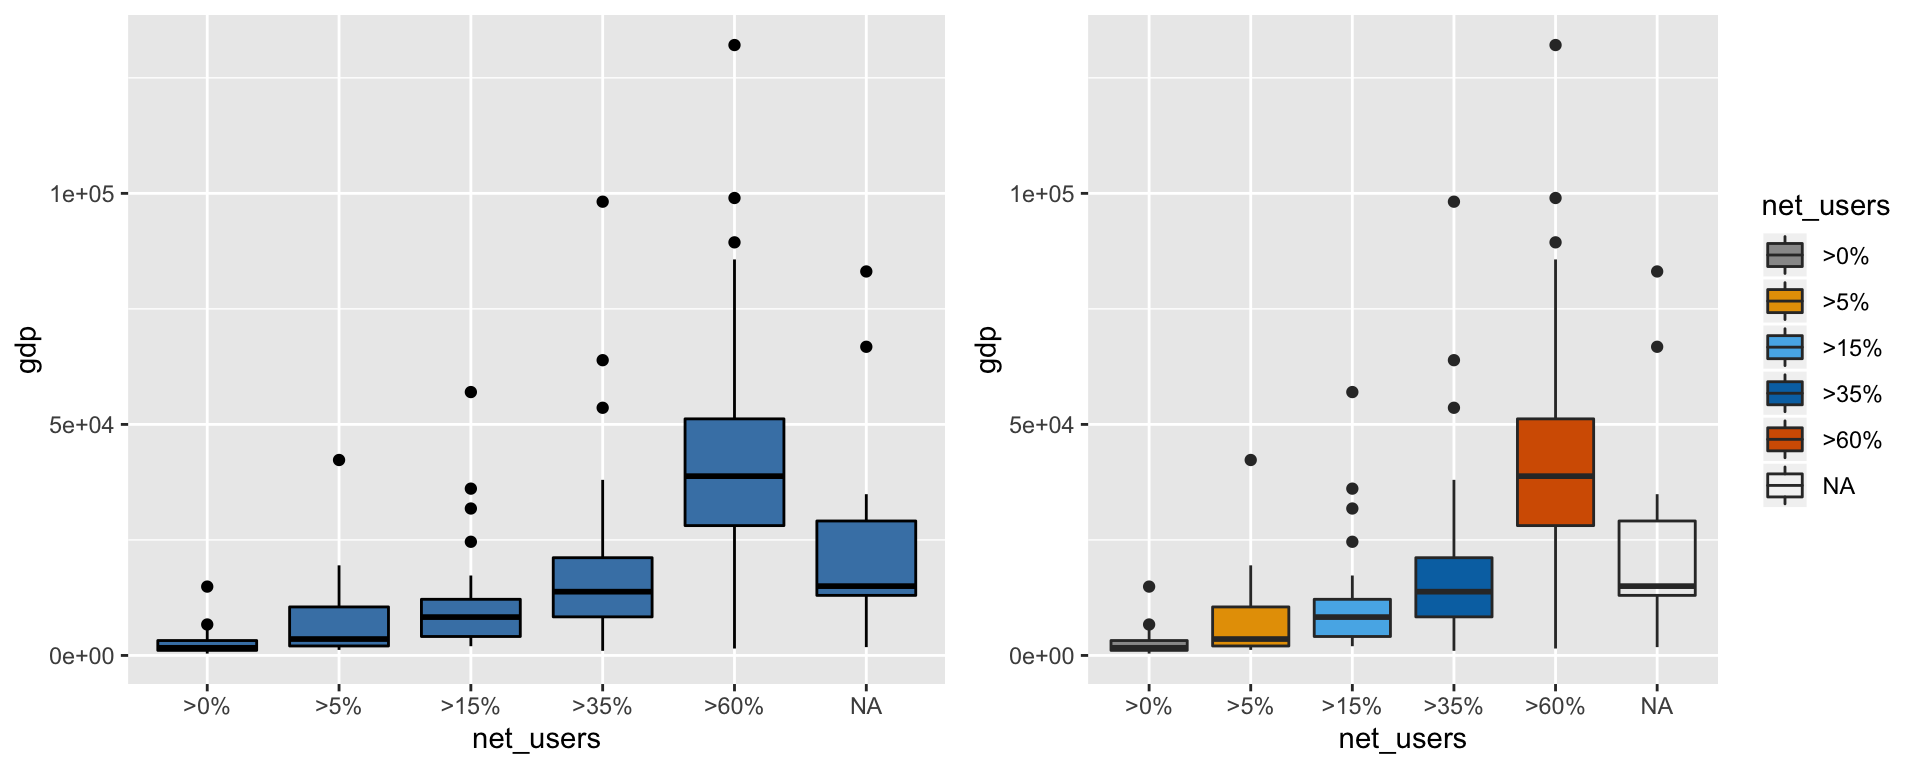 gdp
1e+05
5e+04
0e+00
>0% >5% >15% >35% >60% NA
net_users
gdp
1e+05
5e+04
0e+00
>0% >5% >15% >35% >60% NA
net_users
net_users
>0%
>5%
>15%
>35%
>60%
NA